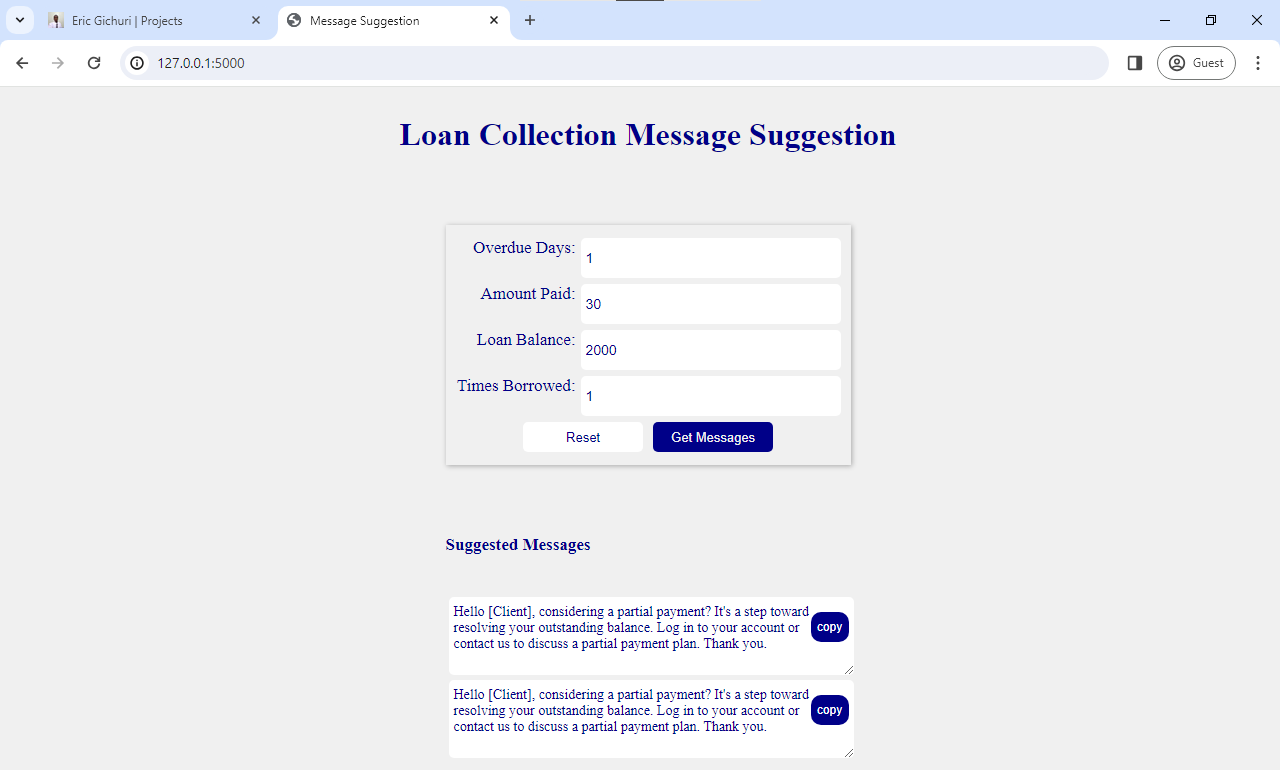 Eric Gichuri | Projects
Message Suggestion
127.0.0.1:5000
Guest
Loan Collection Message Suggestion
Overdue Days: 1
Amount Paid: 30
Loan Balance: 2000
Times Borrowed: 1
Reset Get Messages
Suggested Messages
Hello [Client], considering a partial payment? It's a step toward
resolving your outstanding balance. Log in to your account or
contact us to discuss a partial payment plan. Thank you.
copy
Hello [Client], considering a partial payment? It's a step toward
resolving your outstanding balance. Log in to your account or
contact us to discuss a partial payment plan. Thank you.
copy